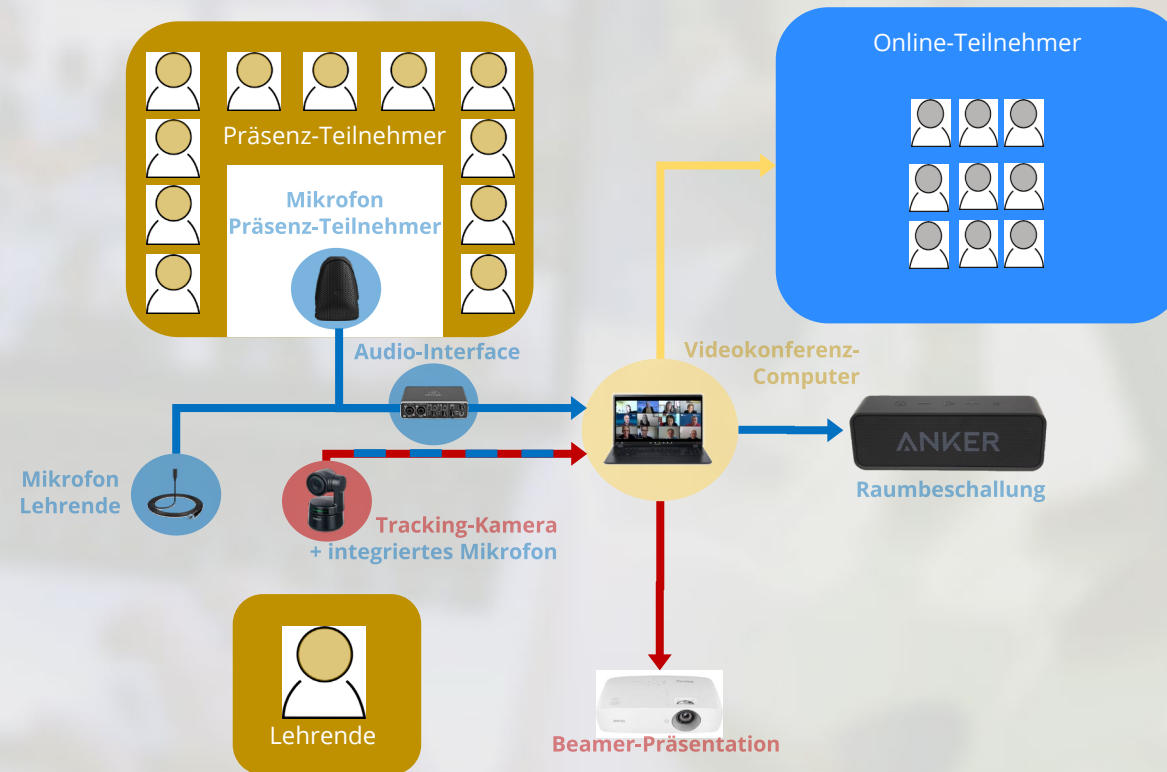 Online-Teilnehmer
Präsenz-Teilnehmer
Mikrofon
Präsenz-Teilnehmer
Audio-Interface
Videokonferenz-
Computer
ANKER
Raumbeschallung
Mikrofon
Lehrende
Tracking-Kamera
+ integriertes Mikrofon
Lehrende
Beamer-Präsentation